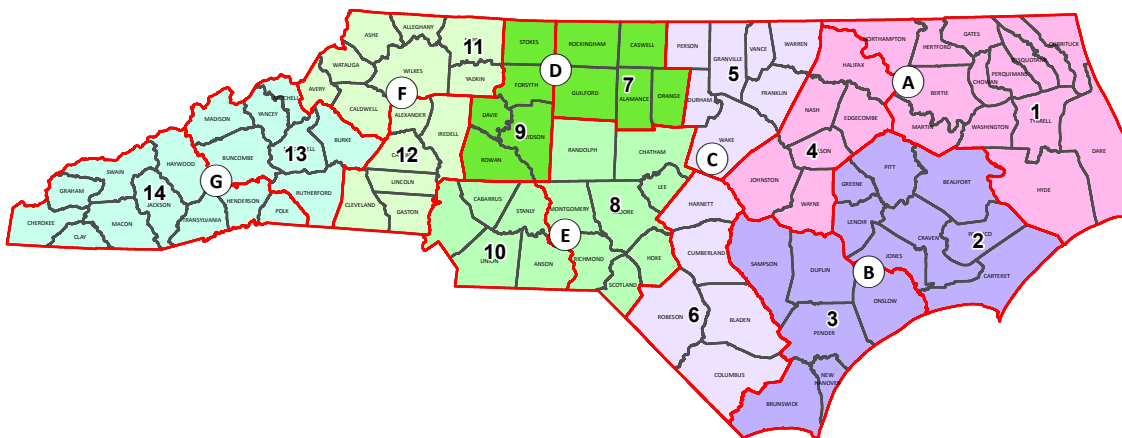 ASHE
ALLEGHANY
11
STOKES
ROCKINGHAM
CASWELL
PERSON
GRANVILLE
VANCE
WARREN
NORTHAMPTON
GATES
HERTFORD
CURRITUCK
PASQUOTANK
PERQUIMANS
CHOWAN
WATAUGA
WILKES
YADKIN
FORSYTH
D
GUILFORD
7
ALAMANCE
ORANGE
5
DURHAM
FRANKLIN
HALIFAX
A
BERTIE
AVERY
F
CALDWELL
ALEXANDER
IREDELL
DAVIE
9
NASH
EDGECOMBE
MARTIN
WASHINGTON
1
DARE
MADISON
YANCEY
BURKE
13
BUNCOMBE
HAYWOOD
SWAIN
12
ROWAN
RANDOLPH
CHATHAM
WAKE
C
4
LINCOLN
GRAHAM
14
JACKSON
G
HENDERSON
POLK
RUTHERFORD
CLEVELAND
GASTON
CABARRUS
STANLY
MONTGOMERY
8
LEE
HARNETT
JOHNSTON
WAYNE
GREENE
PITT
BEAUFORT
HYDE
CHEROKEE
CLAY
MACON
TRANSYLVANIA
10
ANSON
E
RICHMOND
HOKE
SCOTLAND
CUMBERLAND
SAMPSON
DUPLIN
LENOIR
JONES
CRAVEN
2
CARTERET
B
ONSLOW
ROBESON
6
BLADEN
3
PENDER
COLUMBUS
NEW
HANOVER
BRUNSWICK